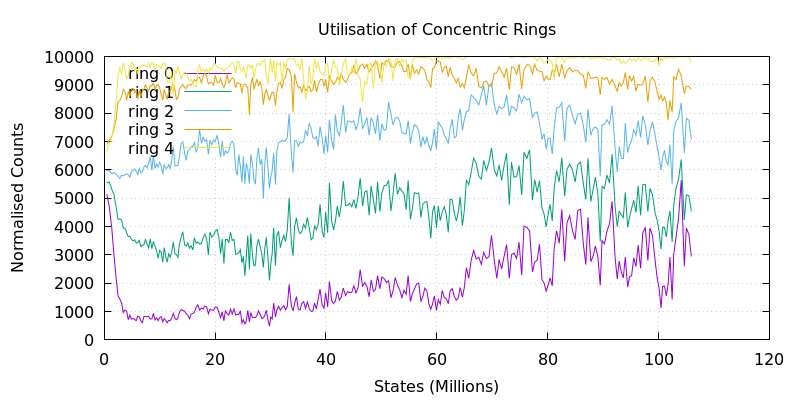 Utilisation of Concentric Rings
Normalised Counts
10000
9000
8000
7000
6000
5000
4000
3000
2000
1000
0
ring 0
ring 1
ring 2
ring 3
ring 4
0 20 40 60 80 100 120
States (Millions)